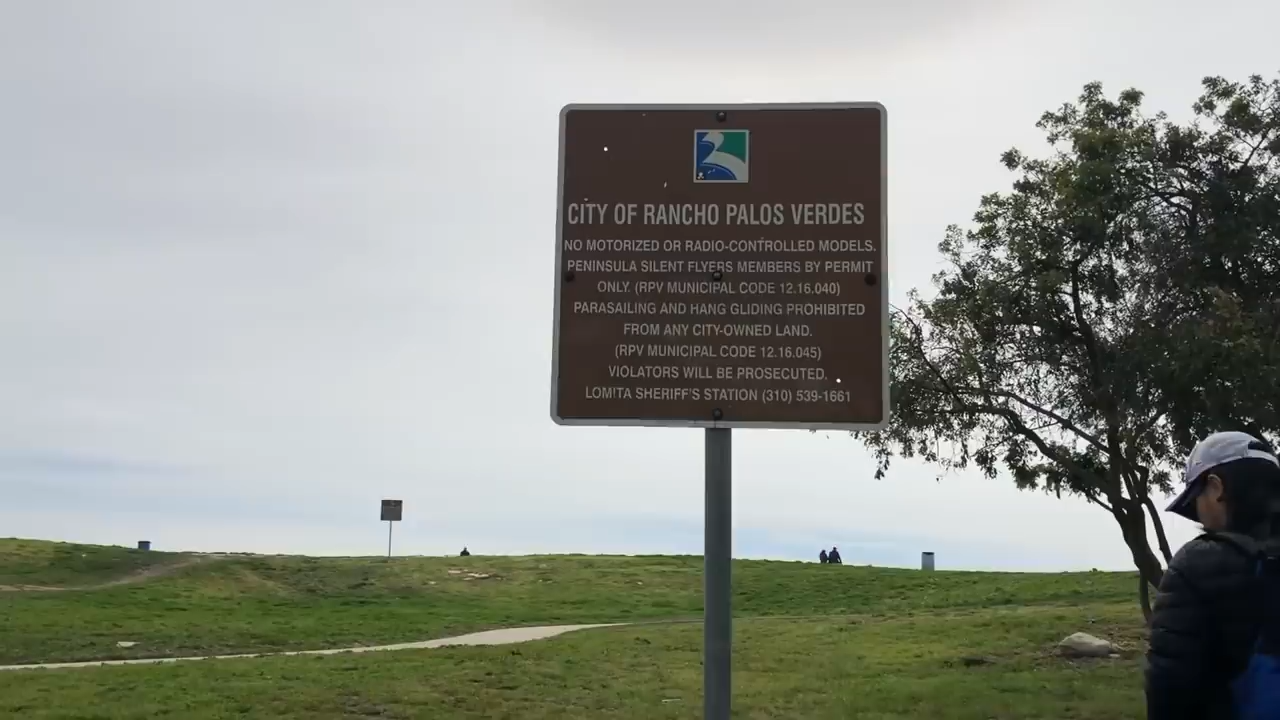 CITY OF RANCHO PALOS VERDES
NO MOTORIZED OR RADIO-CONTROLLED MODELS.
PENINSULA SILENT FLYERS MEMBERS BY PERMIT
ONLY. (RPV MUNICIPAL CODE 12.16.040)
PARASAILING AND HANG GLIDING PROHIBITED
FROM ANY CITY-OWNED LAND.
(RPV MUNICIPAL CODE 12.16.045)
VIOLATORS WILL BE PROSECUTED.
LOMITA SHERIFF'S STATION (310) 539-1661